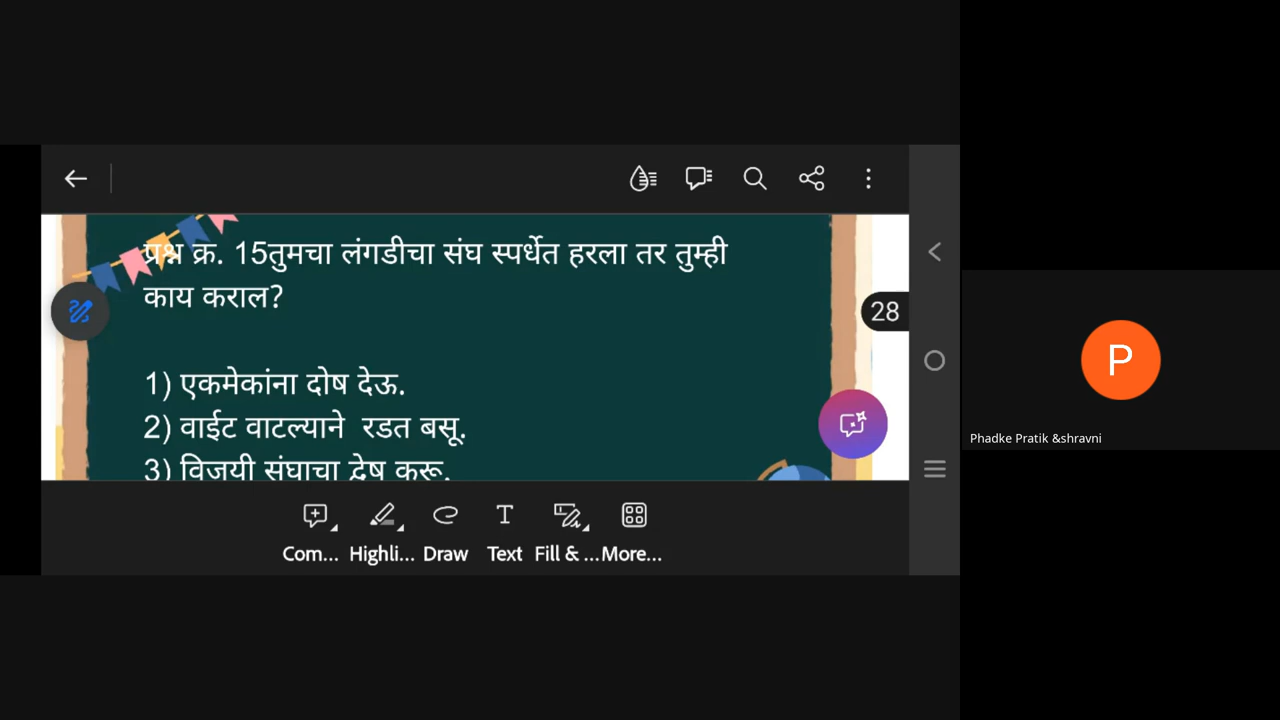 प्रश्न क्र. 15तुमचा लंगडीचा संघ स्पर्धेत हरला तर तुम्ही
काय कराल?
28
1) एकमेकांना दोष देऊ.
2) वाईट वाटल्याने रडत बसू.
3) विजयी संघाचा द्वेष करू.
P
Phadke Pratik &shravni
Com... Highli... Draw Text Fill & ... More...